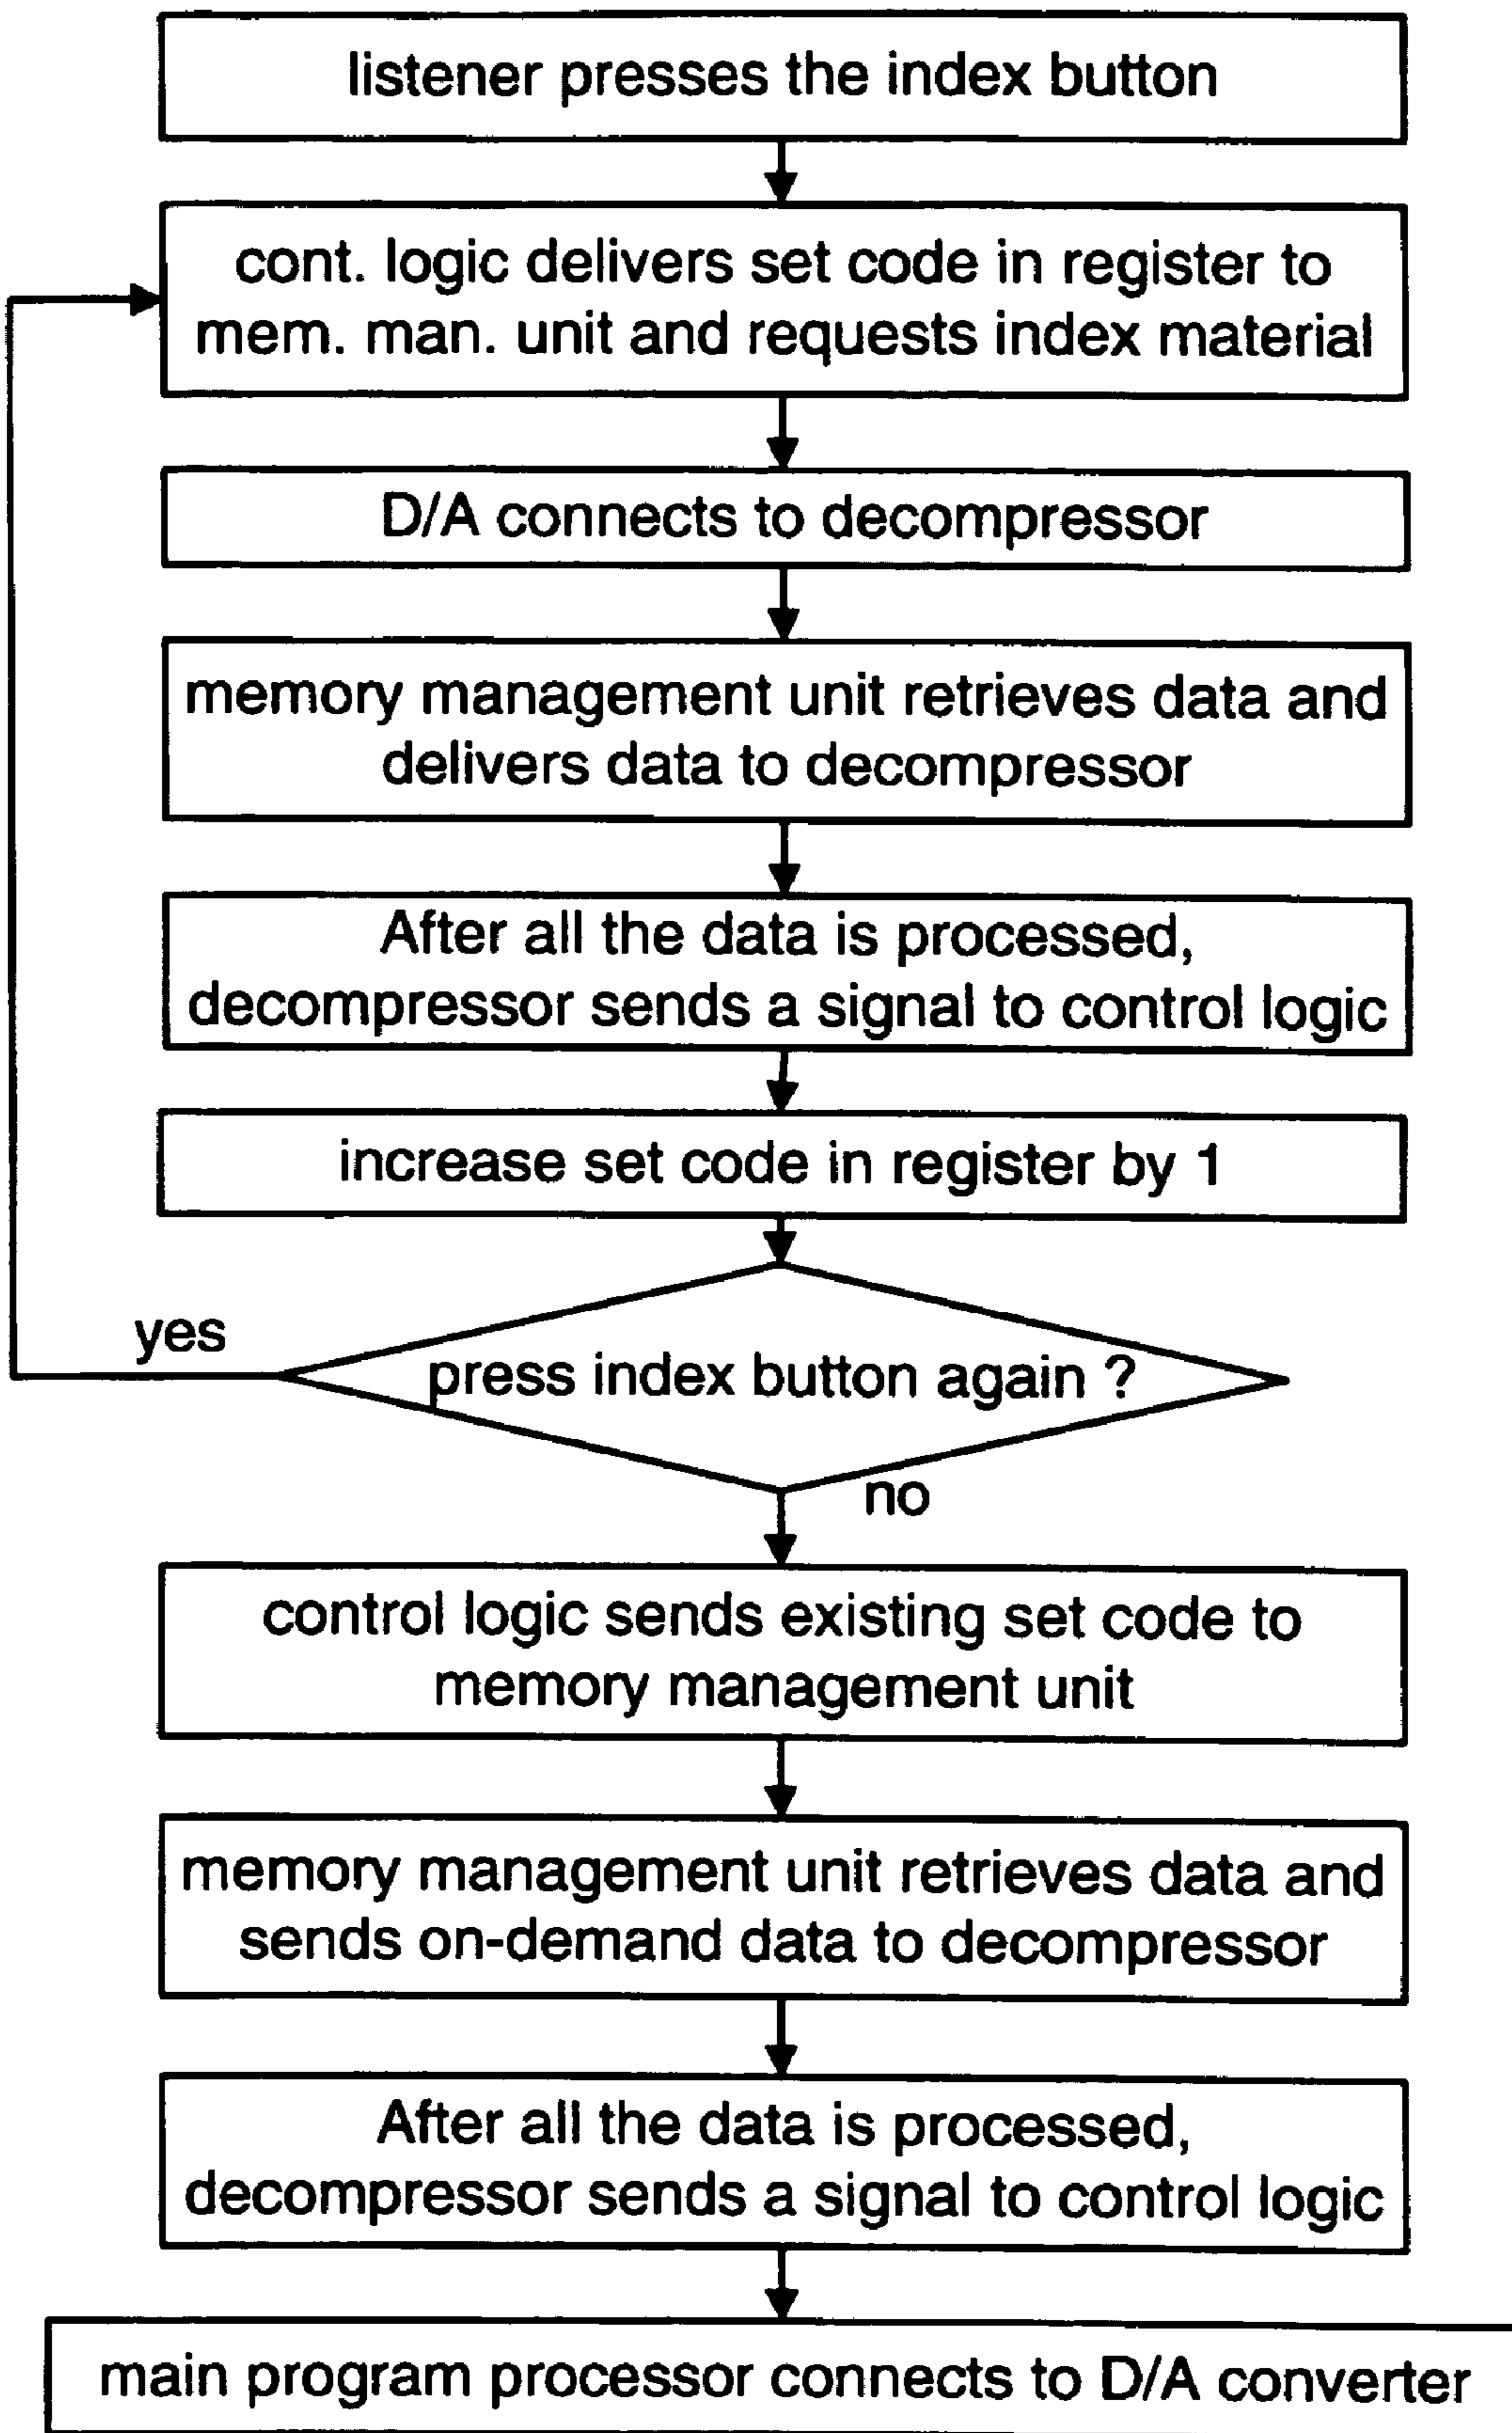 listener presses the index button
cont. logic delivers set code in register to
mem. man. unit and requests index material
D/A connects to decompressor
memory management unit retrieves data and
delivers data to decompressor
After all the data is processed,
decompressor sends a signal to control logic
increase set code in register by 1
yes
press index button again ?
no
control logic sends existing set code to
memory management unit
memory management unit retrieves data and
sends on-demand data to decompressor
After all the data is processed,
decompressor sends a signal to control logic
main program processor connects to D/A converter